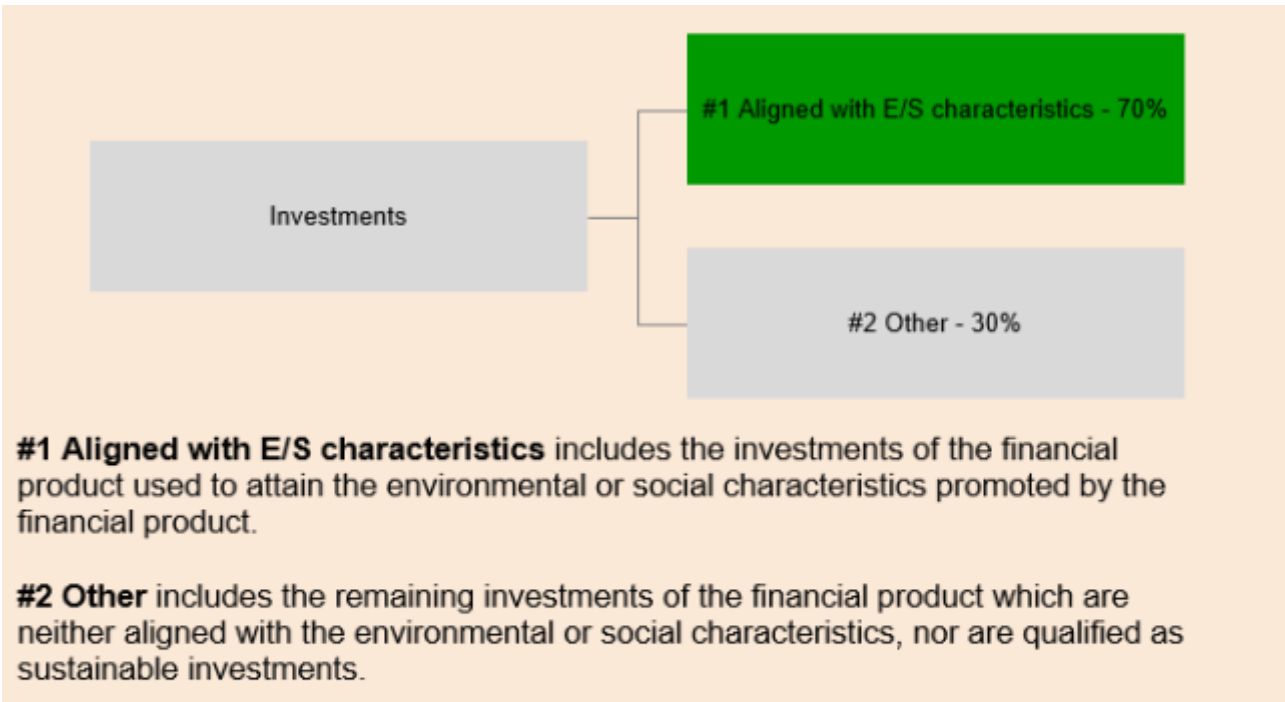 #1 Aligned with E/S characteristics - 70%
Investments
#2 Other - 30%
#1 Aligned with E/S characteristics includes the investments of the financial
product used to attain the environmental or social characteristics promoted by the
financial product.
#2 Other includes the remaining investments of the financial product which are
neither aligned with the environmental or social characteristics, nor are qualified as
sustainable investments.